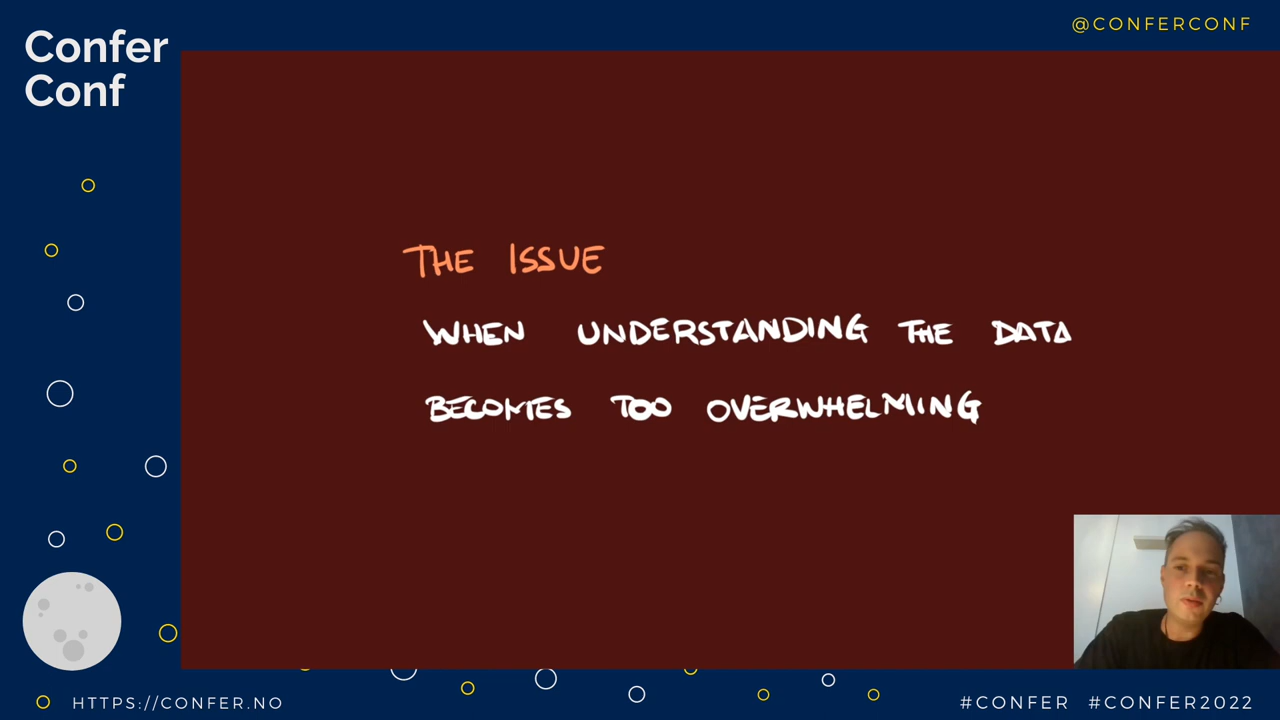 Confer
Conf
@CONFERCONF
THE ISSUE
WHEN UNDERSTANDING THE DATA
BECOMES TOO OVERWHELMING
HTTPS://CONFER.NO
#CONFER #CONFER2022